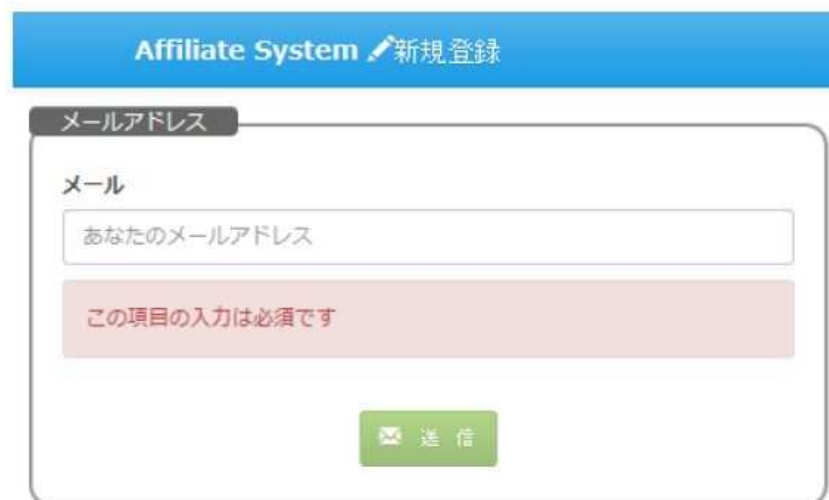 Affiliate System 新規登録
メールアドレス
メール
あなたのメールアドレス
この項目の入力は必須です
送信